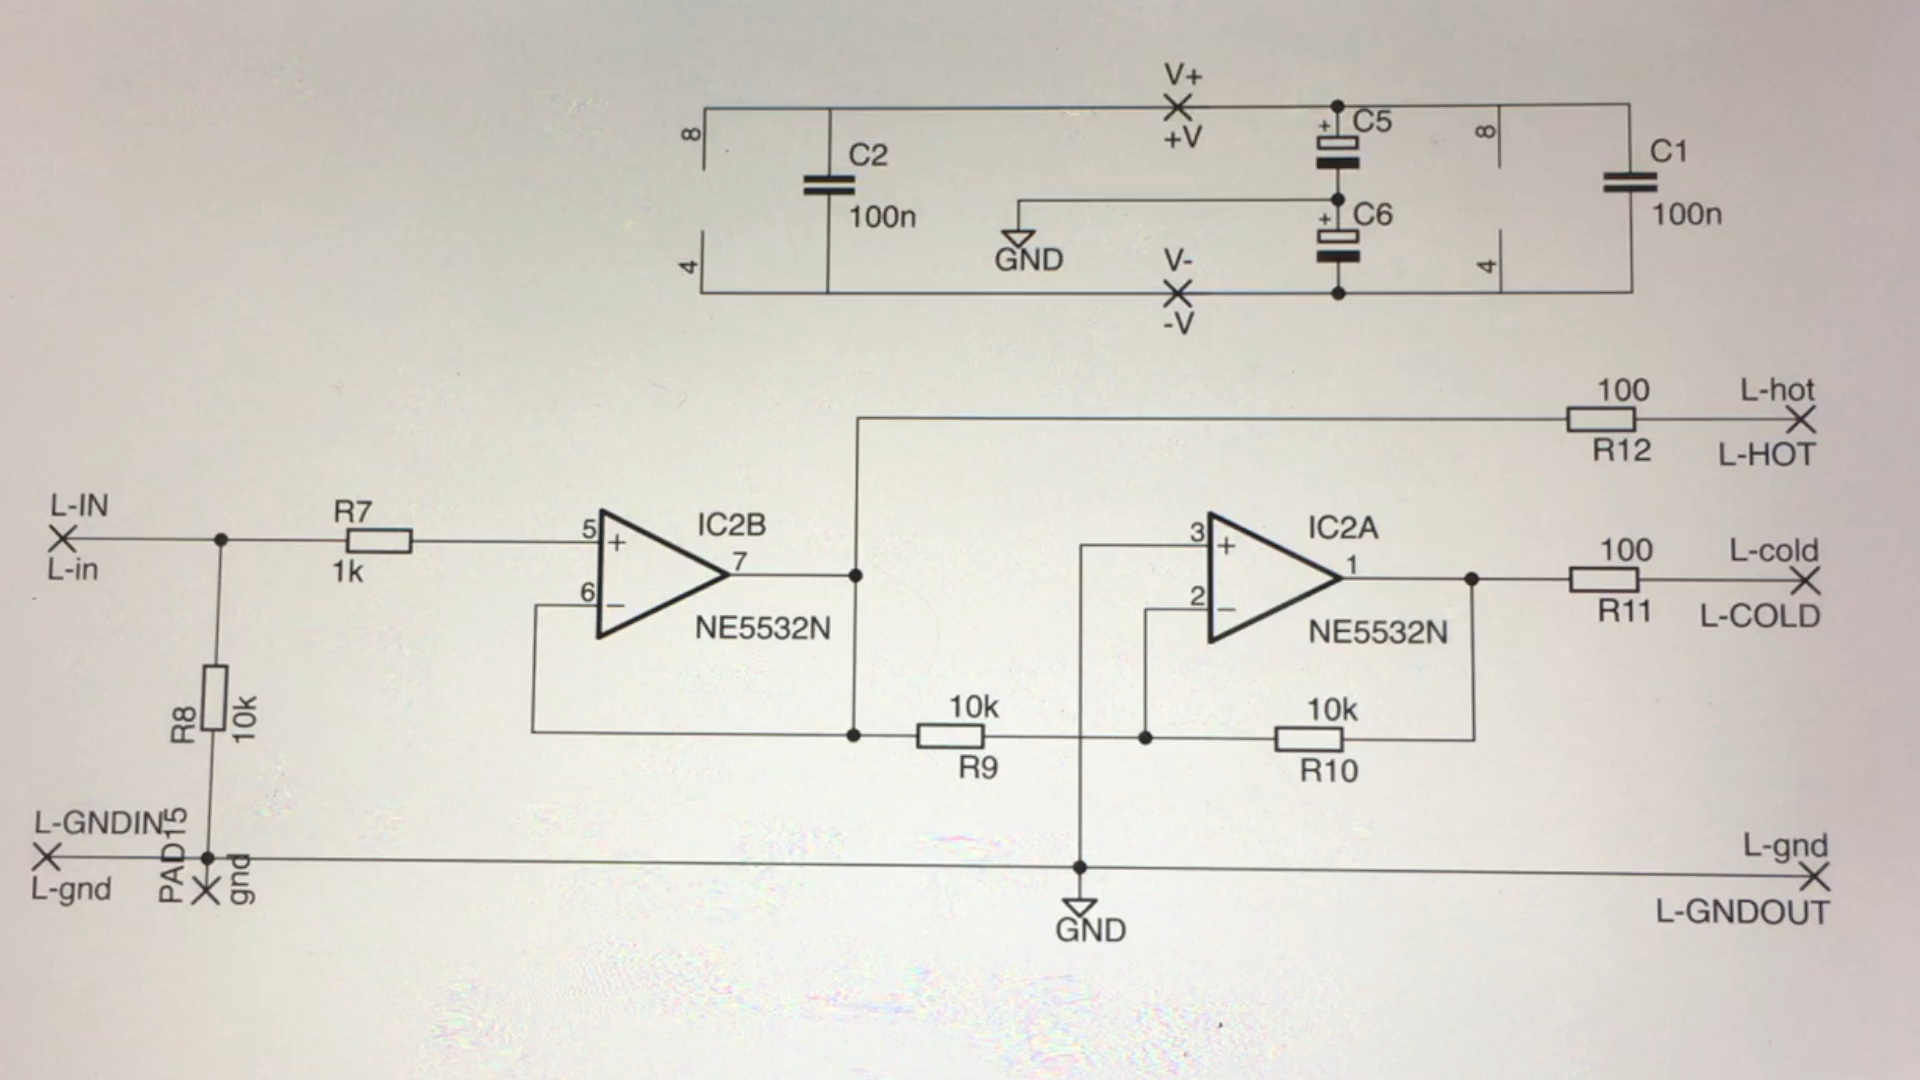 V+
+V
8
C2
100n
4
GND
V-
-V
+
C5
+
C6
8
4
C1
100n
100
L-hot
R12
L-HOT
L-IN
L-in
R7
1k
5
+
6
−
IC2B
7
NE5532N
3
+
2
−
IC2A
1
NE5532N
100
L-cold
R11
L-COLD
R8
10k
10k
R9
10k
R10
L-GNDIN
L-gnd
PAD15
gnd
GND
L-gnd
L-GNDOUT